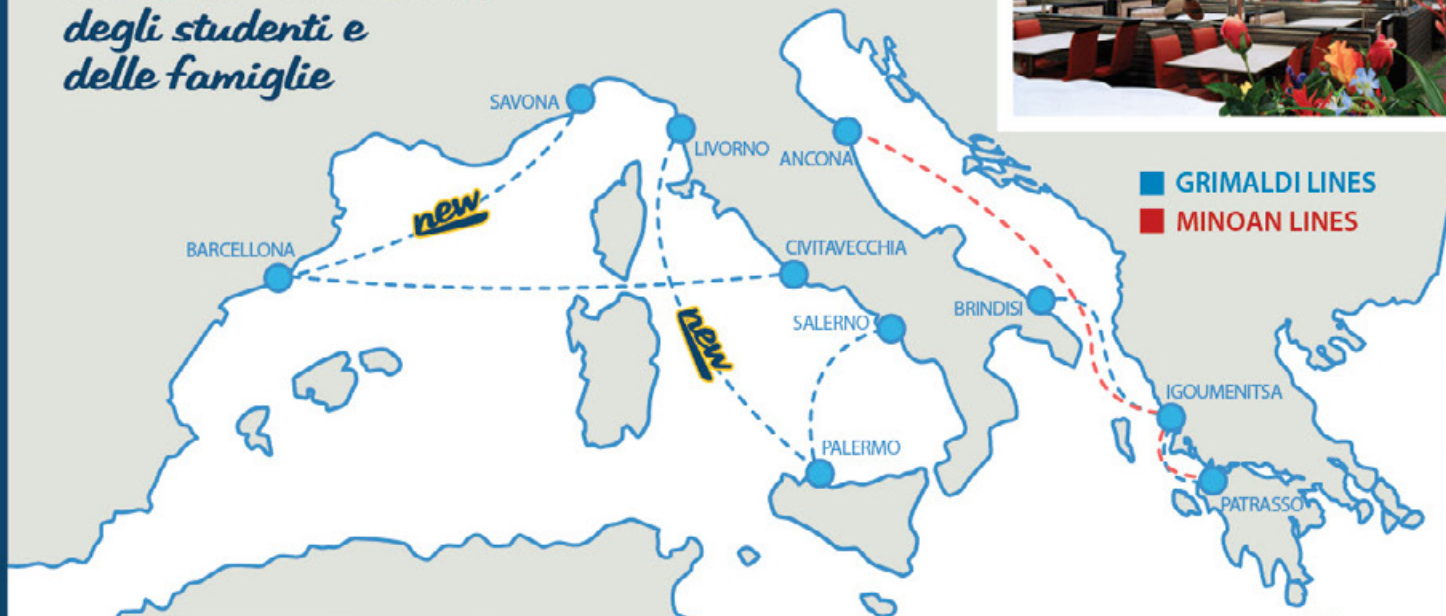 degli studenti e
delle famiglie
SAVONA
LIVORNO
ANCONA
new
GRIMALDI LINES
MINOAN LINES
BARCELLONA
CIVITAVECCHIA
BRINDISI
SALERNO
new
IGOUMENITSA
PALERMO
PATRASSO